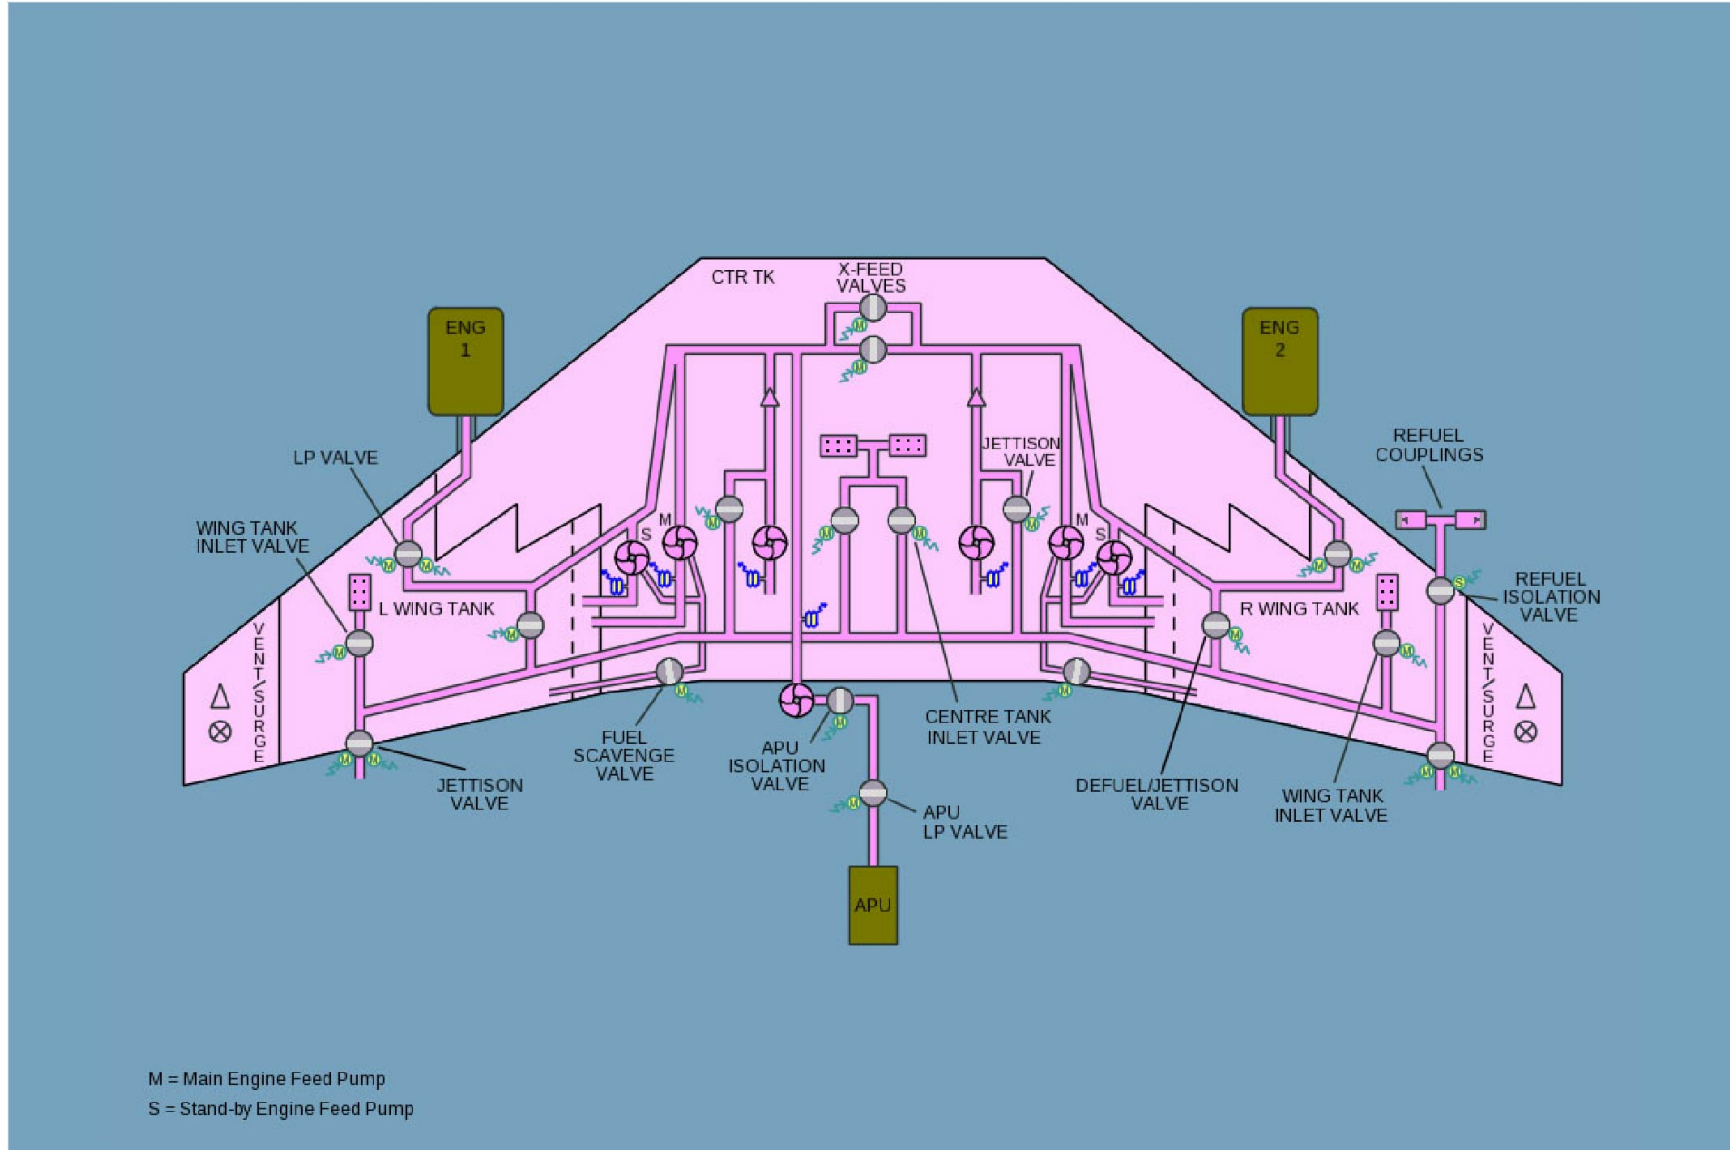 CTR TK
X-FEED
VALVES
ENG
1
ENG
2
LP VALVE
JETTISON
VALVE
REFUEL
COUPLINGS
WING TANK
INLET VALVE
M
S
M
S
L WING TANK
R WING TANK
REFUEL
ISOLATION
VALVE
VENT/SURGE
VENT/SURGE
FUEL
SCAVENGE
VALVE
APU
ISOLATION
VALVE
CENTRE TANK
INLET VALVE
JETTISON
VALVE
DEFUEL/JETTISON
VALVE
WING TANK
INLET VALVE
APU
LP VALVE
APU
M = Main Engine Feed Pump
S = Stand-by Engine Feed Pump